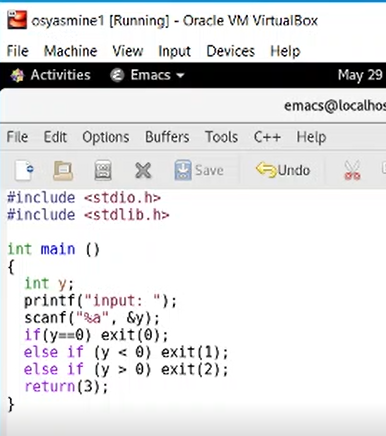 osyasmine1 [Running] - Oracle VM VirtualBox
File Machine View Input Devices Help
Activities Emacs May 29
emacs@localhos
File Edit Options Buffers Tools C++ Help
Save Undo
#include <stdio.h>
#include <stdlib.h>
int main ()
{
int y;
printf("input: ");
scanf("%a", &y);
if(y==0) exit(0);
else if (y < 0) exit(1);
else if (y > 0) exit(2);
return(3);
}